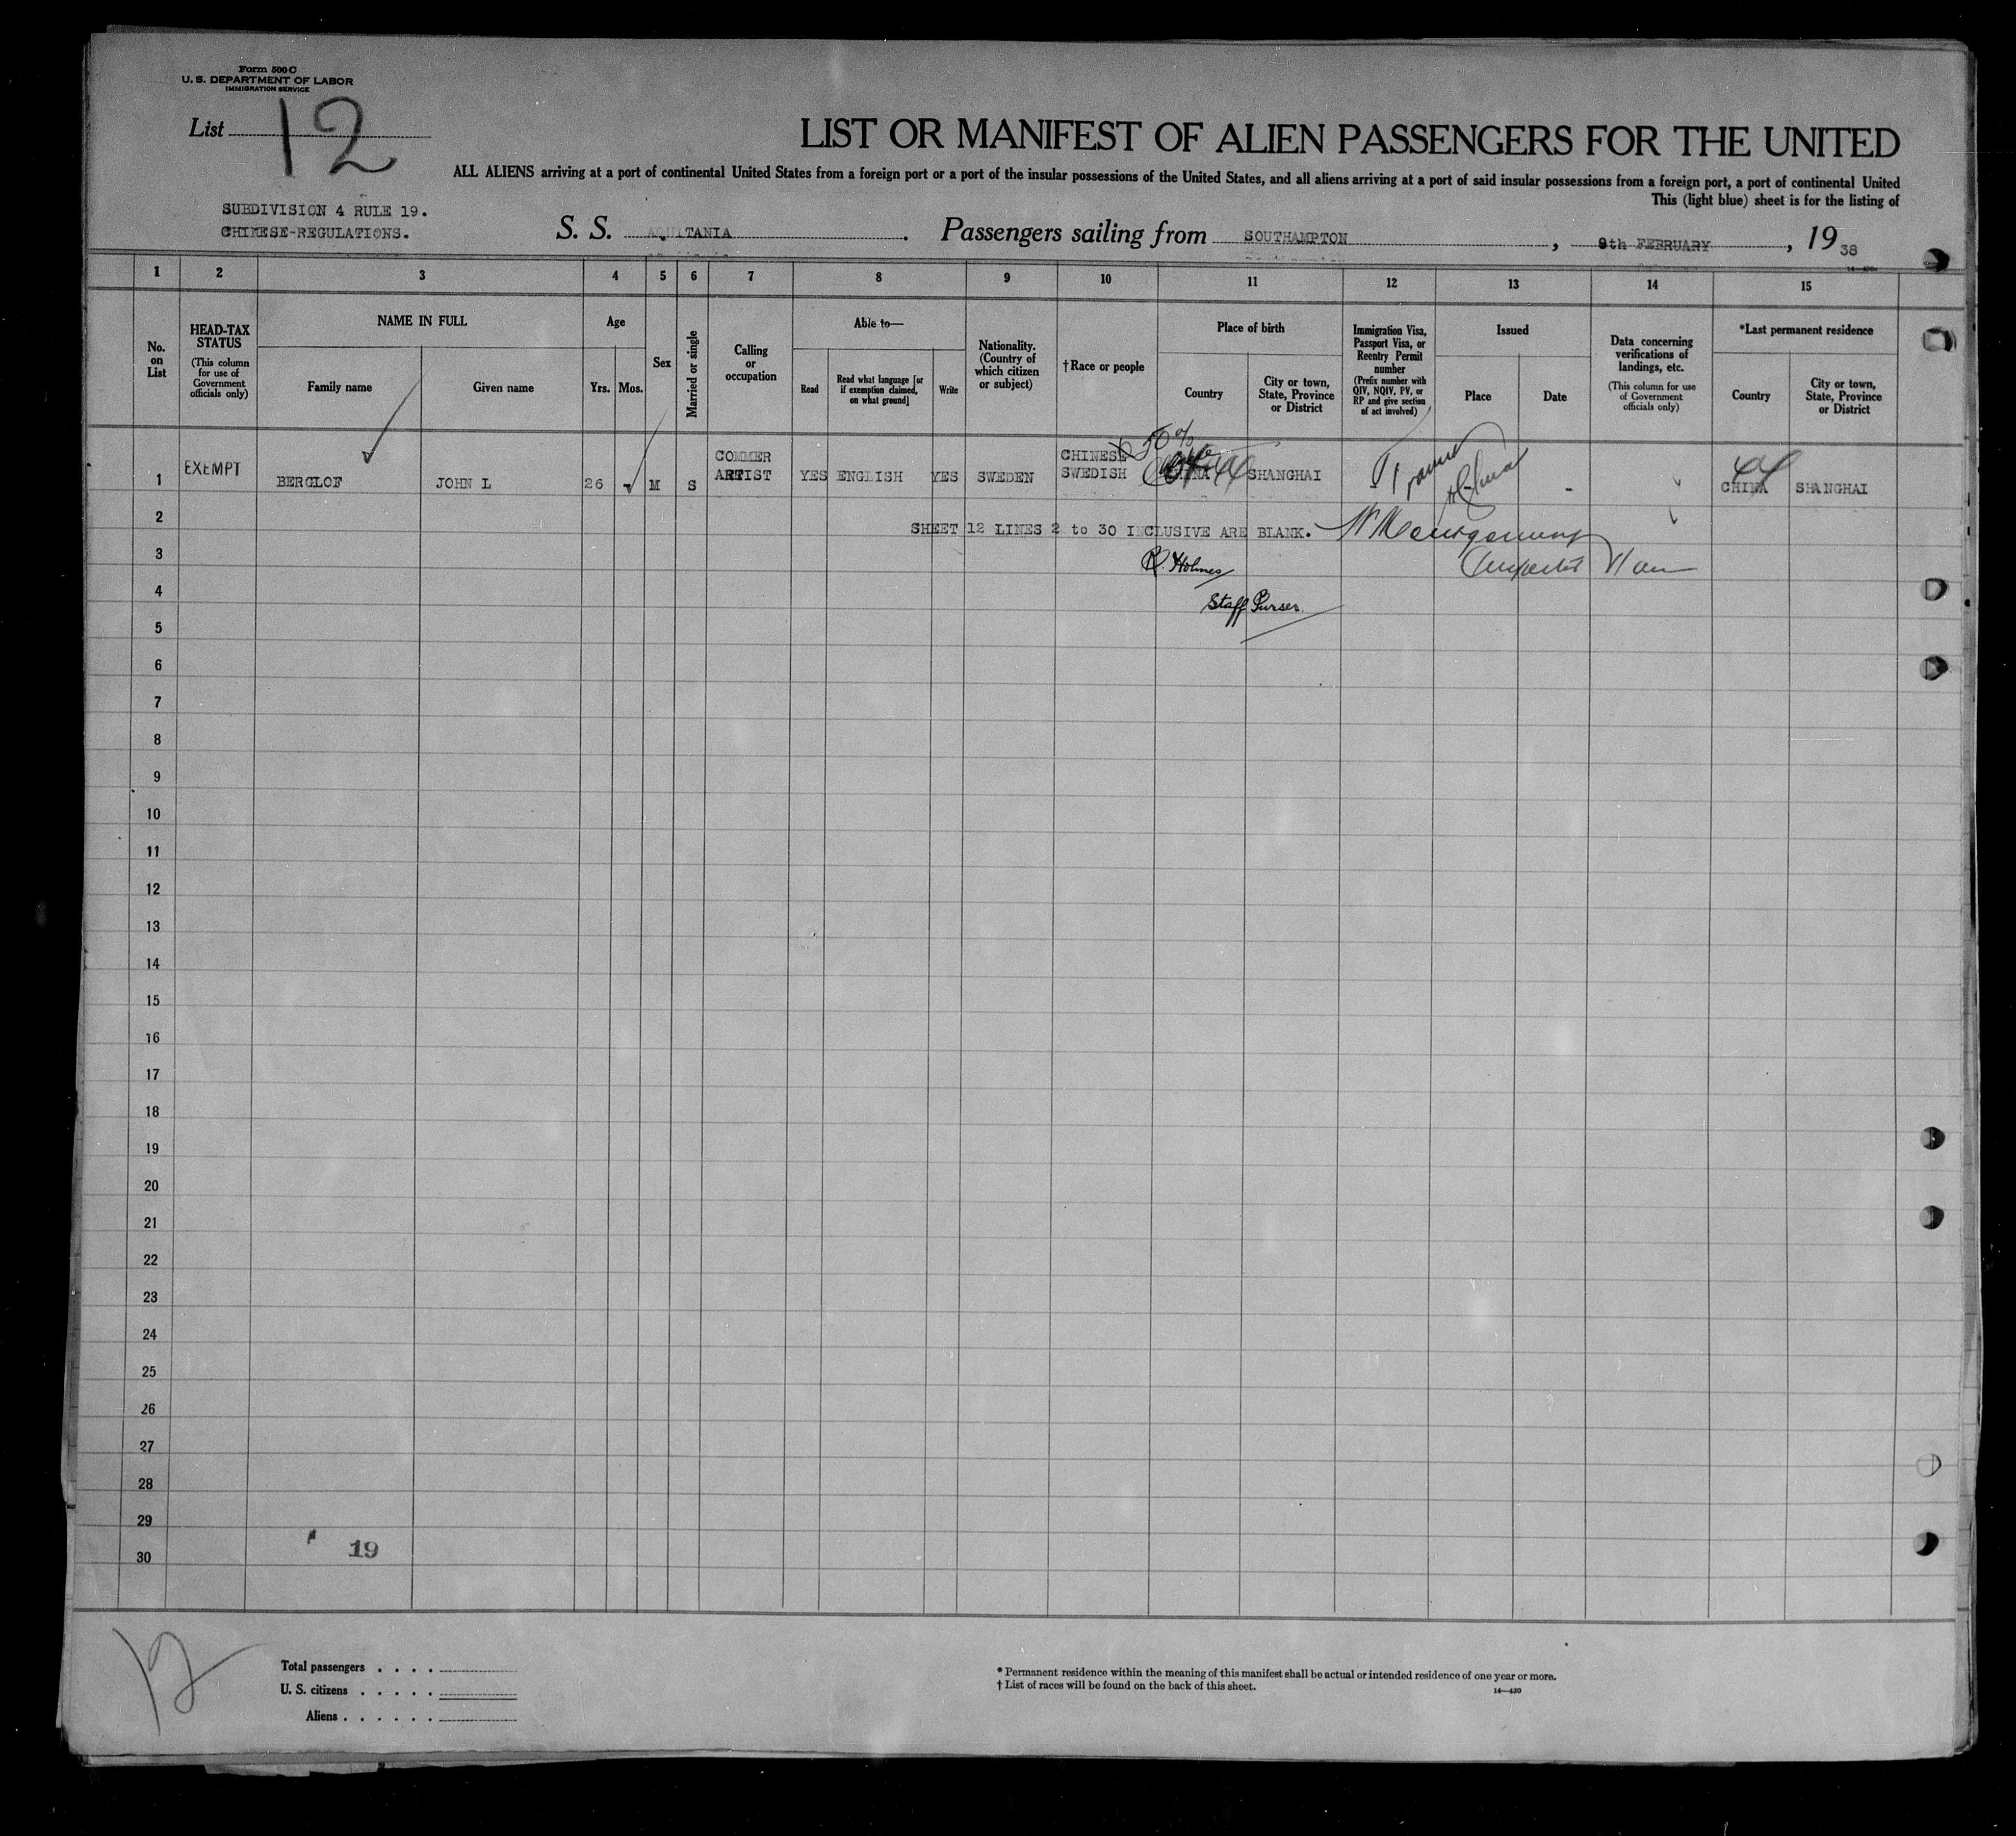 Form 500 C
U. S. DEPARTMENT OF LABOR
IMMIGRATION SERVICE
List 12
LIST OR MANIFEST OF ALIEN PASSENGERS FOR THE UNITED
ALL ALIENS arriving at a port of continental United States from a foreign port or a port of the insular possessions of the United States, and all aliens arriving at a port of said insular possessions from a foreign port, a port of continental United
This (light blue) sheet is for the listing of
SUBDIVISION 4 RULE 19.
CHINESE-REGULATIONS.
S. S. AQUITANIA. Passengers sailing from SOUTHAMPTON, 9th FEBRUARY, 1938
1 2 3 4 5 6 7 8 9 10 11 12 13 14 15
No. on List
HEAD-TAX STATUS
(This column for use of Government officials only)
NAME IN FULL
Family name
Given name
Age
Yrs.
Mos.
Sex
Married or single
Calling or occupation
Able to—
Read
Read what language [or if exemption claimed, on what ground]
Write
Nationality. (Country of which citizen or subject)
† Race or people
Place of birth
Country
City or town, State, Province or District
Immigration Visa, Passport Visa, or Reentry Permit number
(Prefix number with QIV, NQIV, PV, or RP and give section of act involved)
Issued
Place
Date
Data concerning verifications of landings, etc.
(This column for use of Government officials only)
*Last permanent residence
Country
City or town, State, Province or District
50%
1 EXEMPT BERGLOF JOHN L 26 - M S COMMER ARTIST YES ENGLISH YES SWEDEN CHINESE SWEDISH CHINA SHANGHAI - CHINA SHANGHAI
2 SHEET 12 LINES 2 to 30 INCLUSIVE ARE BLANK. Montgomery
3 R. Holmes
4 Staff Purser.
5
6
7
8
9
10
11
12
13
14
15
16
17
18
19
20
21
22
23
24
25
26
27
28
29
30
19
12
Total passengers . . . .
U. S. citizens . . . . .
Aliens . . . . . .
* Permanent residence within the meaning of this manifest shall be actual or intended residence of one year or more.
† List of races will be found on the back of this sheet.
14—430